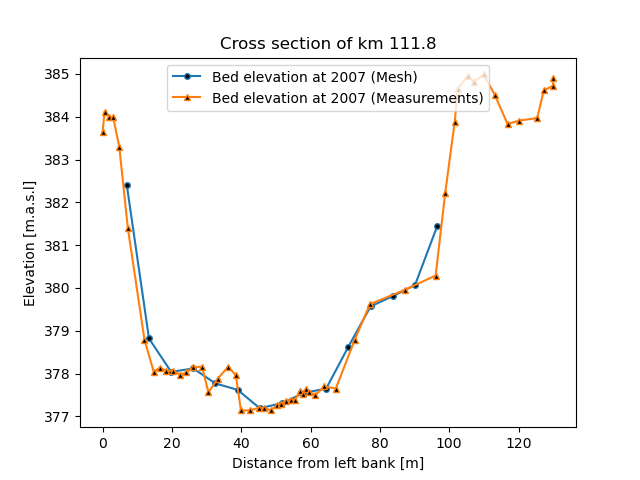 Cross section of km 111.8
Bed elevation at 2007 (Mesh)
Bed elevation at 2007 (Measurements)
Elevation [m.a.s.l]
385
384
383
382
381
380
379
378
377
0 20 40 60 80 100 120
Distance from left bank [m]